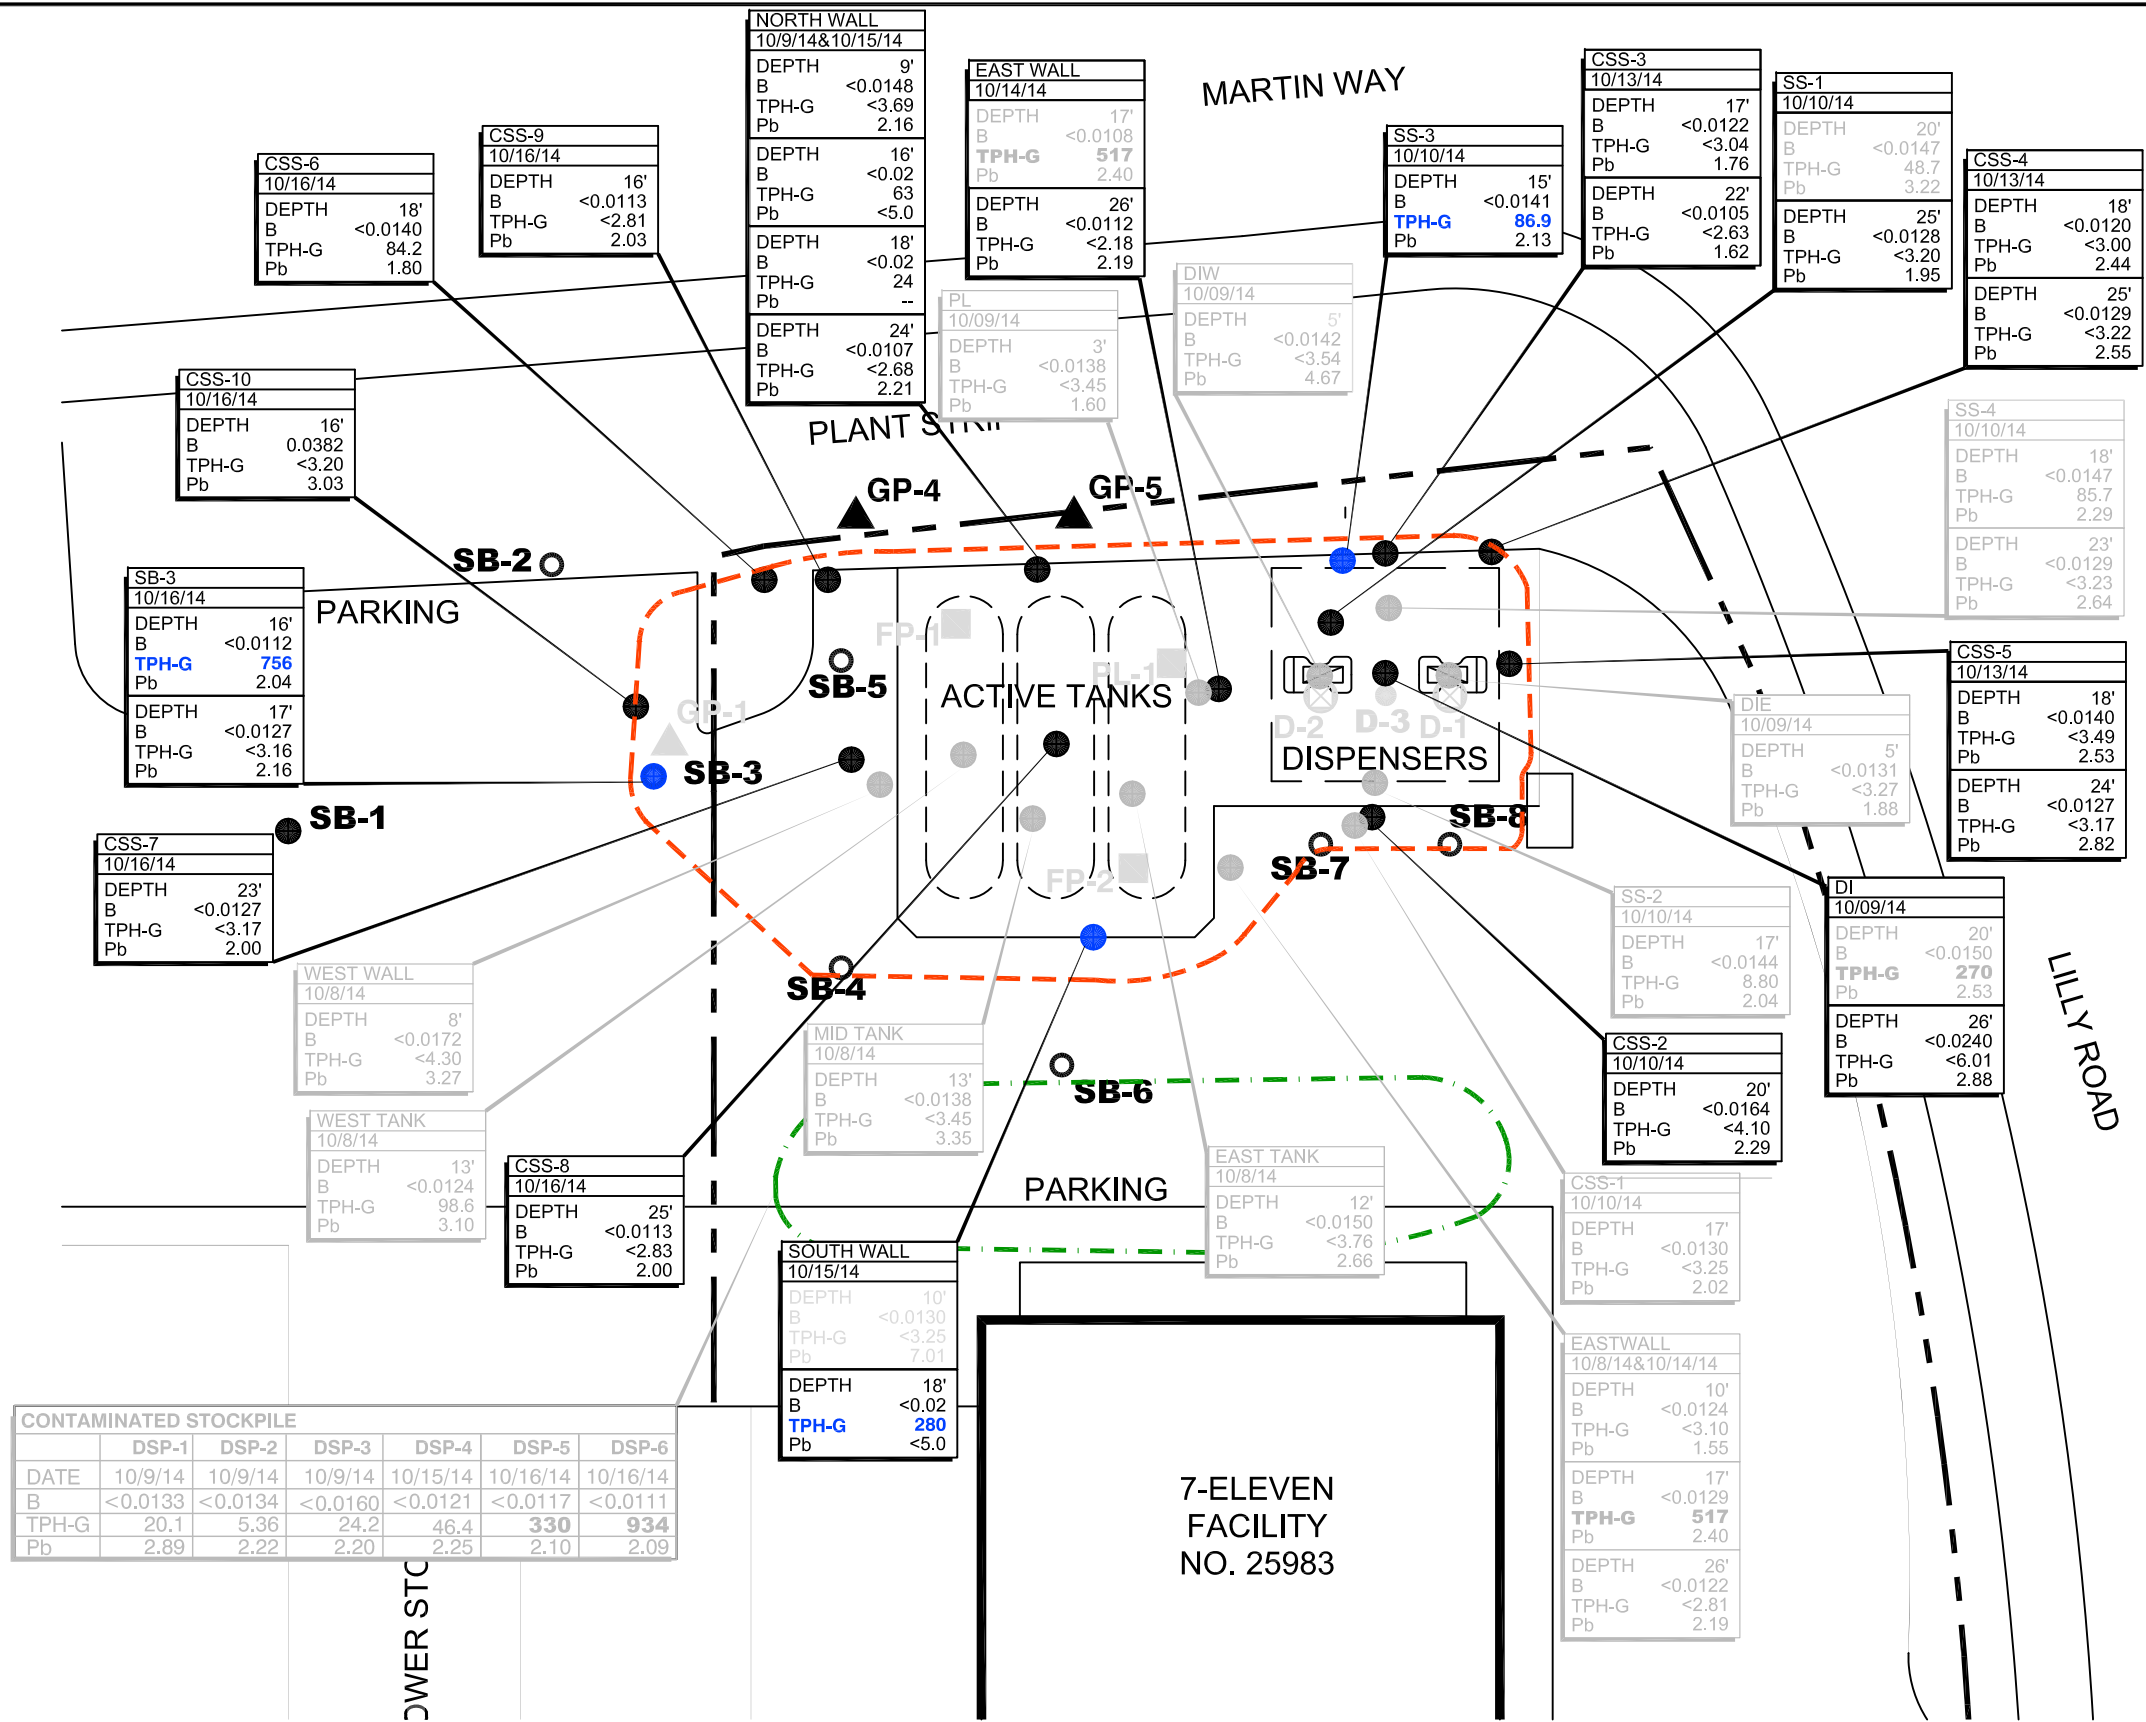 NORTH WALL
10/9/14&10/15/14
DEPTH 9'
B <0.0148
TPH-G <3.69
Pb 2.16
DEPTH 16'
B <0.02
TPH-G 63
Pb <5.0
DEPTH 18'
B <0.02
TPH-G 24
Pb --
DEPTH 24'
B <0.0107
TPH-G <2.68
Pb 2.21
EAST WALL
10/14/14
DEPTH 17'
B <0.0108
TPH-G 517
Pb 2.40
DEPTH 26'
B <0.0112
TPH-G <2.18
Pb 2.19
MARTIN WAY
CSS-3
10/13/14
DEPTH 17'
B <0.0122
TPH-G <3.04
Pb 1.76
DEPTH 22'
B <0.0105
TPH-G <2.63
Pb 1.62
SS-1
10/10/14
DEPTH 20'
B <0.0147
TPH-G 48.7
Pb 3.22
DEPTH 25'
B <0.0128
TPH-G <3.20
Pb 1.95
CSS-4
10/13/14
DEPTH 18'
B <0.0120
TPH-G <3.00
Pb 2.44
DEPTH 25'
B <0.0129
TPH-G <3.22
Pb 2.55
SS-3
10/10/14
DEPTH 15'
B <0.0141
TPH-G 86.9
Pb 2.13
CSS-9
10/16/14
DEPTH 16'
B <0.0113
TPH-G <2.81
Pb 2.03
CSS-6
10/16/14
DEPTH 18'
B <0.0140
TPH-G 84.2
Pb 1.80
DIW
10/09/14
DEPTH 5'
B <0.0142
TPH-G <3.54
Pb 4.67
PL
10/09/14
DEPTH 3'
B <0.0138
TPH-G <3.45
Pb 1.60
CSS-10
10/16/14
DEPTH 16'
B 0.0382
TPH-G <3.20
Pb 3.03
PLANT STRIP
SS-4
10/10/14
DEPTH 18'
B <0.0147
TPH-G 85.7
Pb 2.29
DEPTH 23'
B <0.0129
TPH-G <3.23
Pb 2.64
GP-4
GP-5
SB-2
SB-3
10/16/14
DEPTH 16'
B <0.0112
TPH-G 756
Pb 2.04
DEPTH 17'
B <0.0127
TPH-G <3.16
Pb 2.16
PARKING
FP-1
PL-1
SB-5
ACTIVE TANKS
GP-1
D-2
D-3
D-1
DISPENSERS
SB-3
SB-1
SB-8
SB-7
FP-2
CSS-5
10/13/14
DEPTH 18'
B <0.0140
TPH-G <3.49
Pb 2.53
DEPTH 24'
B <0.0127
TPH-G <3.17
Pb 2.82
DIE
10/09/14
DEPTH 5'
B <0.0131
TPH-G <3.27
Pb 1.88
CSS-7
10/16/14
DEPTH 23'
B <0.0127
TPH-G <3.17
Pb 2.00
DI
10/09/14
DEPTH 20'
B <0.0150
TPH-G 270
Pb 2.53
DEPTH 26'
B <0.0240
TPH-G <6.01
Pb 2.88
SS-2
10/10/14
DEPTH 17'
B <0.0144
TPH-G 8.80
Pb 2.04
LILLY ROAD
WEST WALL
10/8/14
DEPTH 8'
B <0.0172
TPH-G <4.30
Pb 3.27
SB-4
MID TANK
10/8/14
DEPTH 13'
B <0.0138
TPH-G <3.45
Pb 3.35
SB-6
CSS-2
10/10/14
DEPTH 20'
B <0.0164
TPH-G <4.10
Pb 2.29
WEST TANK
10/8/14
DEPTH 13'
B <0.0124
TPH-G 98.6
Pb 3.10
CSS-8
10/16/14
DEPTH 25'
B <0.0113
TPH-G <2.83
Pb 2.00
PARKING
EAST TANK
10/8/14
DEPTH 12'
B <0.0150
TPH-G <3.76
Pb 2.66
CSS-1
10/10/14
DEPTH 17'
B <0.0130
TPH-G <3.25
Pb 2.02
SOUTH WALL
10/15/14
DEPTH 10'
B <0.0130
TPH-G <3.25
Pb 7.01
DEPTH 18'
B <0.02
TPH-G 280
Pb <5.0
EASTWALL
10/8/14&10/14/14
DEPTH 10'
B <0.0124
TPH-G <3.10
Pb 1.55
DEPTH 17'
B <0.0129
TPH-G 517
Pb 2.40
DEPTH 26'
B <0.0122
TPH-G <2.81
Pb 2.19
CONTAMINATED STOCKPILE
DSP-1 DSP-2 DSP-3 DSP-4 DSP-5 DSP-6
DATE 10/9/14 10/9/14 10/9/14 10/15/14 10/16/14 10/16/14
B <0.0133 <0.0134 <0.0160 <0.0121 <0.0117 <0.0111
TPH-G 20.1 5.36 24.2 46.4 330 934
Pb 2.89 2.22 2.20 2.25 2.10 2.09
7-ELEVEN
FACILITY
NO. 25983